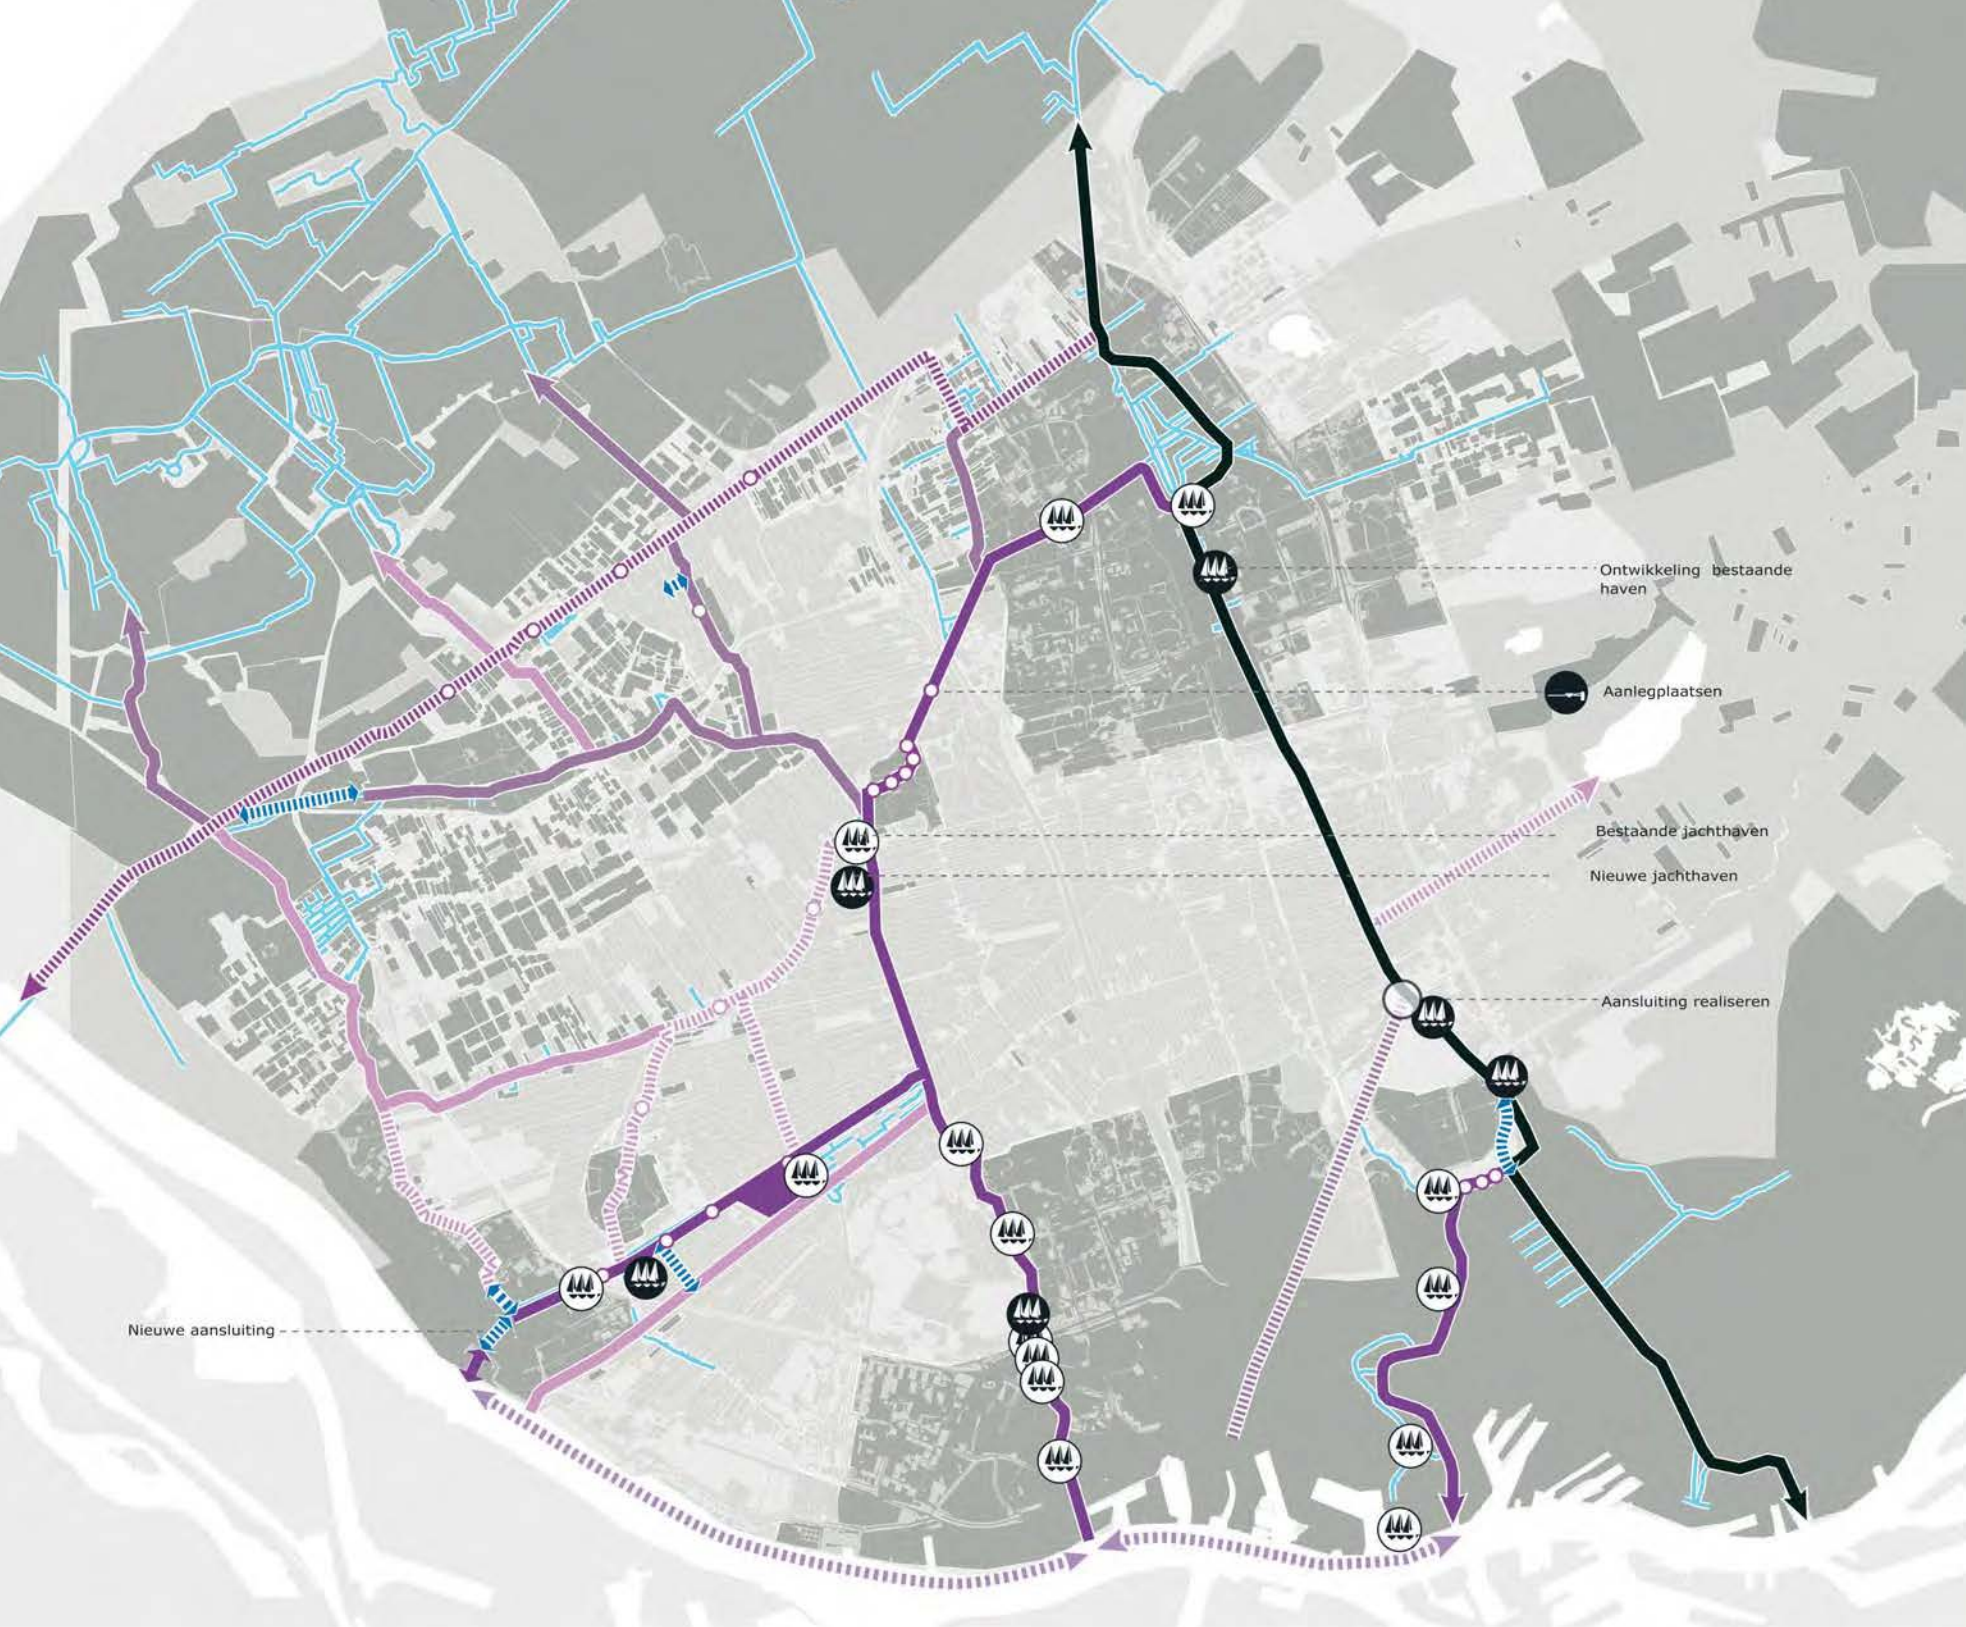 Ontwikkeling bestaande
haven
Aanlegplaatsen
Bestaande jachthaven
Nieuwe jachthaven
Aansluiting realiseren
Nieuwe aansluiting